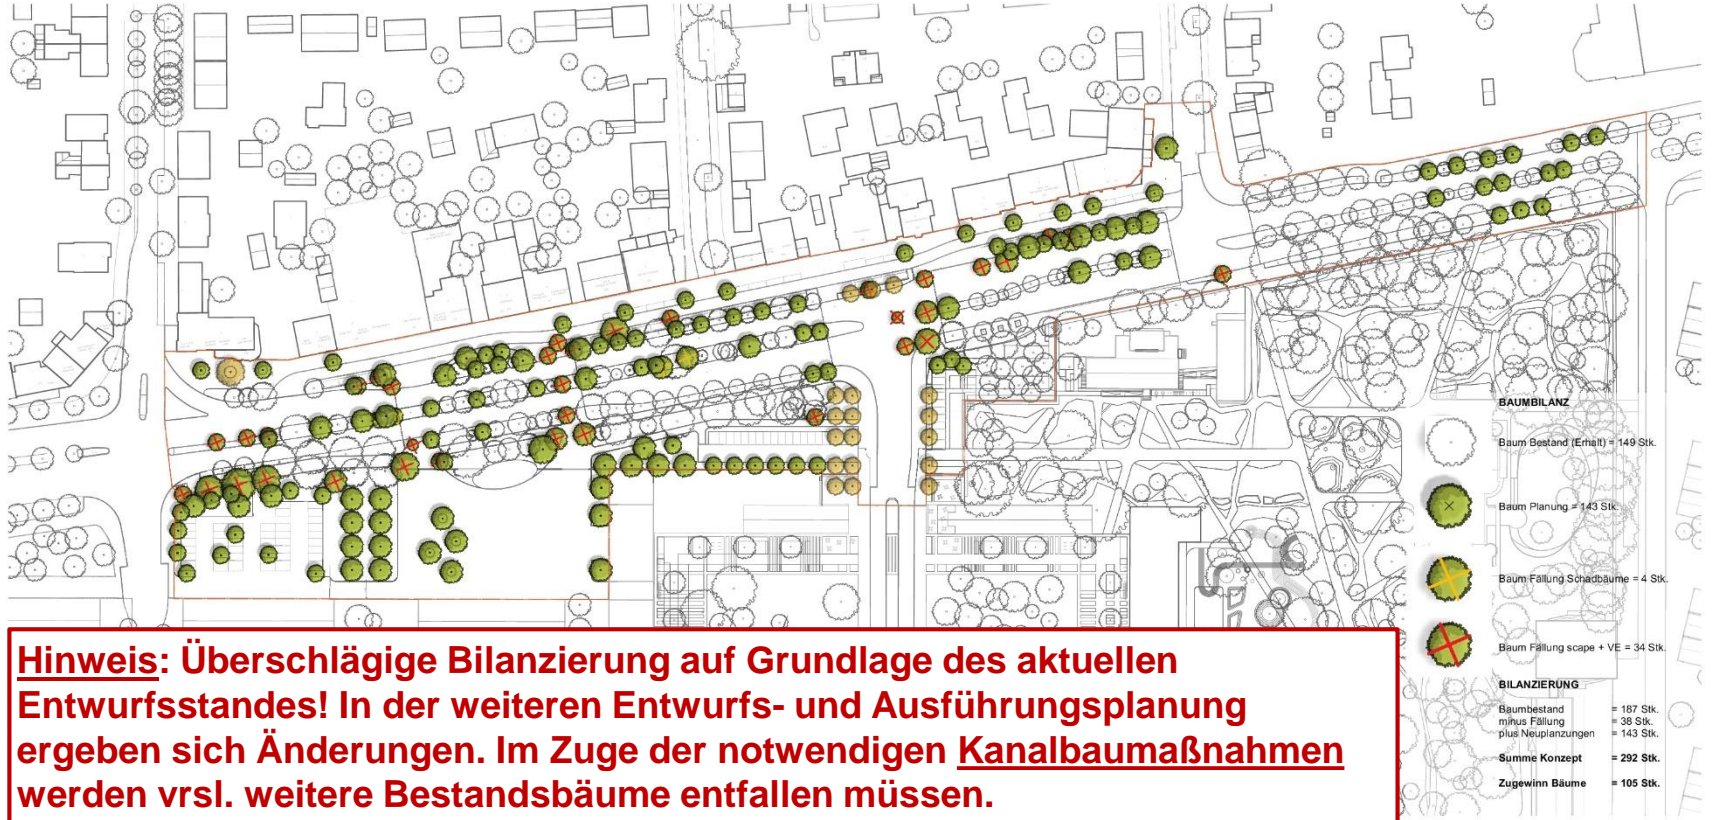 BAUMBILANZ
Baum Bestand (Erhalt) = 149 Stk.
Baum Planung = 143 Stk.
Baum Fällung Schadbäume = 4 Stk.
Baum Fällung scape + VE = 34 Stk.
BILANZIERUNG
Baumbestand = 187 Stk.
minus Fällung = 38 Stk.
plus Neuplanzungen = 143 Stk.
Summe Konzept = 292 Stk.
Zugewinn Bäume = 105 Stk.
Hinweis: Überschlägige Bilanzierung auf Grundlage des aktuellen
Entwurfsstandes! In der weiteren Entwurfs- und Ausführungsplanung
ergeben sich Änderungen. Im Zuge der notwendigen Kanalbaumaßnahmen
werden vrsl. weitere Bestandsbäume entfallen müssen.